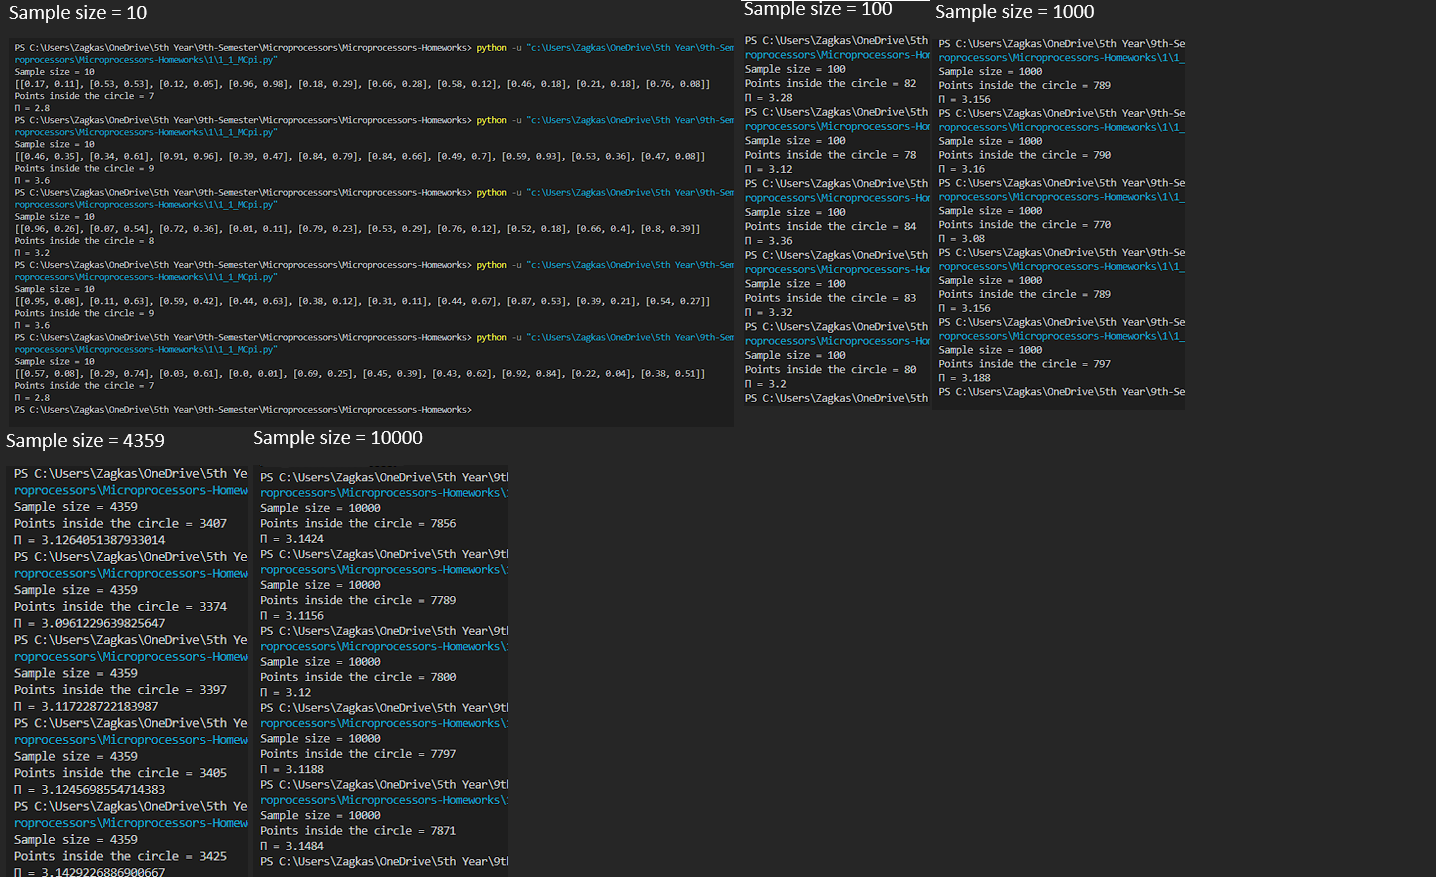 Sample size = 10
PS C:\Users\Zagkas\OneDrive\5th Year\9th-Semester\Microprocessors\Microprocessors-Homeworks> python -u "c:\Users\Zagkas\OneDrive\5th Year\9th-Sem
roprocessors\Microprocessors-Homeworks\1\1_1_MCpi.py"
Sample size = 10
[[0.17, 0.11], [0.53, 0.53], [0.12, 0.05], [0.96, 0.98], [0.18, 0.29], [0.66, 0.28], [0.58, 0.12], [0.46, 0.18], [0.21, 0.18], [0.76, 0.08]]
Points inside the circle = 7
Π = 2.8
PS C:\Users\Zagkas\OneDrive\5th Year\9th-Semester\Microprocessors\Microprocessors-Homeworks> python -u "c:\Users\Zagkas\OneDrive\5th Year\9th-Sem
roprocessors\Microprocessors-Homeworks\1\1_1_MCpi.py"
Sample size = 10
[[0.46, 0.35], [0.34, 0.61], [0.91, 0.96], [0.39, 0.47], [0.84, 0.79], [0.84, 0.66], [0.49, 0.7], [0.59, 0.93], [0.53, 0.36], [0.47, 0.08]]
Points inside the circle = 9
Π = 3.6
PS C:\Users\Zagkas\OneDrive\5th Year\9th-Semester\Microprocessors\Microprocessors-Homeworks> python -u "c:\Users\Zagkas\OneDrive\5th Year\9th-Sem
roprocessors\Microprocessors-Homeworks\1\1_1_MCpi.py"
Sample size = 10
[[0.96, 0.26], [0.07, 0.54], [0.72, 0.36], [0.01, 0.11], [0.79, 0.23], [0.53, 0.29], [0.76, 0.12], [0.52, 0.18], [0.66, 0.4], [0.8, 0.39]]
Points inside the circle = 8
Π = 3.2
PS C:\Users\Zagkas\OneDrive\5th Year\9th-Semester\Microprocessors\Microprocessors-Homeworks> python -u "c:\Users\Zagkas\OneDrive\5th Year\9th-Sem
roprocessors\Microprocessors-Homeworks\1\1_1_MCpi.py"
Sample size = 10
[[0.95, 0.08], [0.11, 0.63], [0.59, 0.42], [0.44, 0.63], [0.38, 0.12], [0.31, 0.11], [0.44, 0.67], [0.87, 0.53], [0.39, 0.21], [0.54, 0.27]]
Points inside the circle = 9
Π = 3.6
PS C:\Users\Zagkas\OneDrive\5th Year\9th-Semester\Microprocessors\Microprocessors-Homeworks> python -u "c:\Users\Zagkas\OneDrive\5th Year\9th-Sem
roprocessors\Microprocessors-Homeworks\1\1_1_MCpi.py"
Sample size = 10
[[0.57, 0.08], [0.29, 0.74], [0.03, 0.61], [0.0, 0.01], [0.69, 0.25], [0.45, 0.39], [0.43, 0.62], [0.92, 0.84], [0.22, 0.04], [0.38, 0.51]]
Points inside the circle = 7
Π = 2.8
PS C:\Users\Zagkas\OneDrive\5th Year\9th-Semester\Microprocessors\Microprocessors-Homeworks>
Sample size = 100
PS C:\Users\Zagkas\OneDrive\5th
roprocessors\Microprocessors-Ho
Sample size = 100
Points inside the circle = 82
Π = 3.28
PS C:\Users\Zagkas\OneDrive\5th
roprocessors\Microprocessors-Ho
Sample size = 100
Points inside the circle = 78
Π = 3.12
PS C:\Users\Zagkas\OneDrive\5th
roprocessors\Microprocessors-Ho
Sample size = 100
Points inside the circle = 84
Π = 3.36
PS C:\Users\Zagkas\OneDrive\5th
roprocessors\Microprocessors-Ho
Sample size = 100
Points inside the circle = 83
Π = 3.32
PS C:\Users\Zagkas\OneDrive\5th
roprocessors\Microprocessors-Ho
Sample size = 100
Points inside the circle = 80
Π = 3.2
PS C:\Users\Zagkas\OneDrive\5th
Sample size = 1000
PS C:\Users\Zagkas\OneDrive\5th Year\9th-Se
roprocessors\Microprocessors-Homeworks\1\1_
Sample size = 1000
Points inside the circle = 789
Π = 3.156
PS C:\Users\Zagkas\OneDrive\5th Year\9th-Se
roprocessors\Microprocessors-Homeworks\1\1_
Sample size = 1000
Points inside the circle = 790
Π = 3.16
PS C:\Users\Zagkas\OneDrive\5th Year\9th-Se
roprocessors\Microprocessors-Homeworks\1\1_
Sample size = 1000
Points inside the circle = 770
Π = 3.08
PS C:\Users\Zagkas\OneDrive\5th Year\9th-Se
roprocessors\Microprocessors-Homeworks\1\1_
Sample size = 1000
Points inside the circle = 789
Π = 3.156
PS C:\Users\Zagkas\OneDrive\5th Year\9th-Se
roprocessors\Microprocessors-Homeworks\1\1_
Sample size = 1000
Points inside the circle = 797
Π = 3.188
PS C:\Users\Zagkas\OneDrive\5th Year\9th-Se
Sample size = 4359
PS C:\Users\Zagkas\OneDrive\5th Ye
roprocessors\Microprocessors-Homew
Sample size = 4359
Points inside the circle = 3407
Π = 3.1264051387933014
PS C:\Users\Zagkas\OneDrive\5th Ye
roprocessors\Microprocessors-Homew
Sample size = 4359
Points inside the circle = 3374
Π = 3.0961229639825647
PS C:\Users\Zagkas\OneDrive\5th Ye
roprocessors\Microprocessors-Homew
Sample size = 4359
Points inside the circle = 3397
Π = 3.117228722183987
PS C:\Users\Zagkas\OneDrive\5th Ye
roprocessors\Microprocessors-Homew
Sample size = 4359
Points inside the circle = 3405
Π = 3.1245698554714383
PS C:\Users\Zagkas\OneDrive\5th Ye
roprocessors\Microprocessors-Homew
Sample size = 4359
Points inside the circle = 3425
Π = 3.1429226886900667
Sample size = 10000
PS C:\Users\Zagkas\OneDrive\5th Year\9th
roprocessors\Microprocessors-Homeworks\1
Sample size = 10000
Points inside the circle = 7856
Π = 3.1424
PS C:\Users\Zagkas\OneDrive\5th Year\9th
roprocessors\Microprocessors-Homeworks\1
Sample size = 10000
Points inside the circle = 7789
Π = 3.1156
PS C:\Users\Zagkas\OneDrive\5th Year\9th
roprocessors\Microprocessors-Homeworks\1
Sample size = 10000
Points inside the circle = 7800
Π = 3.12
PS C:\Users\Zagkas\OneDrive\5th Year\9th
roprocessors\Microprocessors-Homeworks\1
Sample size = 10000
Points inside the circle = 7797
Π = 3.1188
PS C:\Users\Zagkas\OneDrive\5th Year\9th
roprocessors\Microprocessors-Homeworks\1
Sample size = 10000
Points inside the circle = 7871
Π = 3.1484
PS C:\Users\Zagkas\OneDrive\5th Year\9th